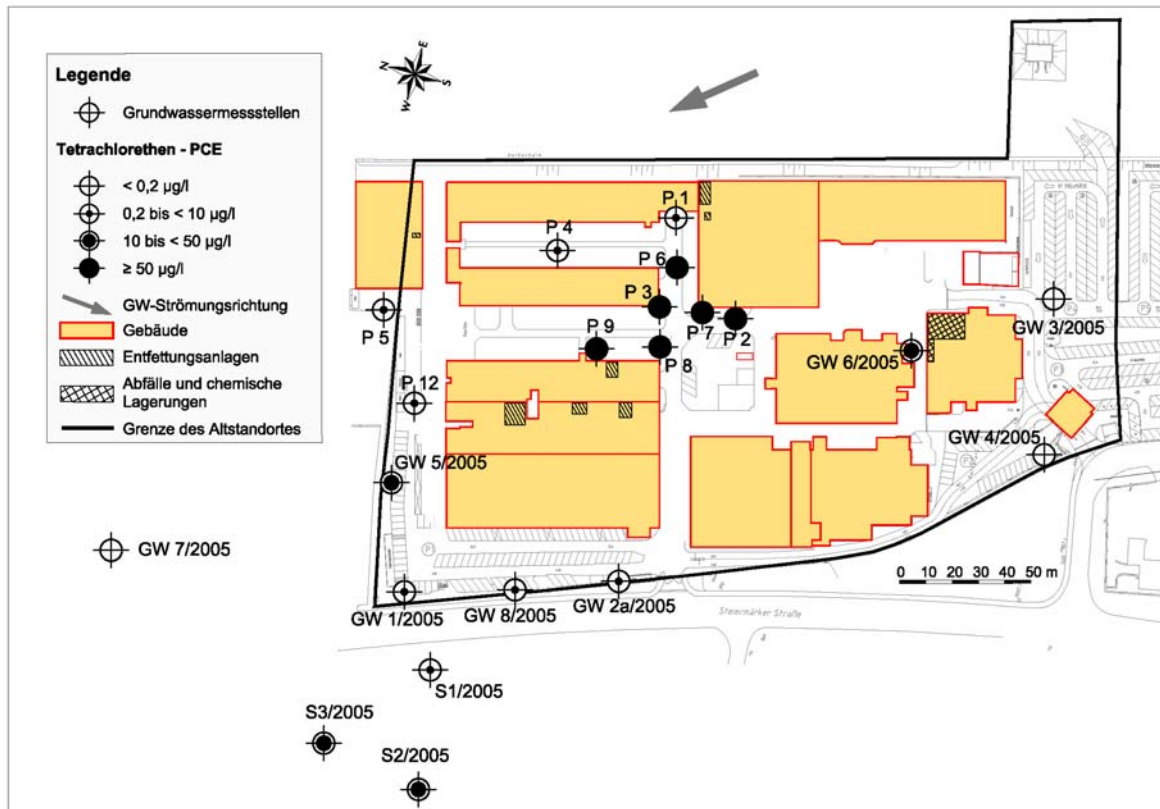 Legende
Grundwassermessstellen
Tetrachlorethen - PCE
< 0,2 µg/l
0,2 bis < 10 µg/l
10 bis < 50 µg/l
≥ 50 µg/l
GW-Strömungsrichtung
Gebäude
Entfettungsanlagen
Abfälle und chemische
Lagerungen
Grenze des Altstandortes
N
E
S
W
P 1
P 4
P 6
P 3
P 5
P 7
P 2
P 9
P 8
P 12
GW 3/2005
GW 6/2005
GW 4/2005
GW 5/2005
GW 7/2005
GW 1/2005
GW 8/2005
GW 2a/2005
0 10 20 30 40 50 m
Steiermärker Straße
S1/2005
S3/2005
S2/2005